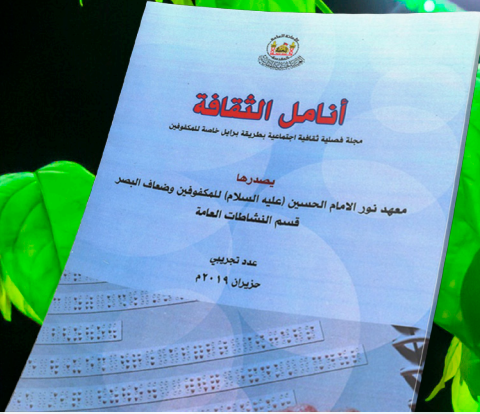 أنامل الثقافة
مجلة فصلية ثقافية اجتماعية بطريقة برايل خاصة للمكفوفين
يصدرها
معهد نور الامام الحسين (عليه السلام) للمكفوفين وضعاف البصر
قسم النشاطات العامة
عدد تجريبي
حزيران ٢٠١٩م